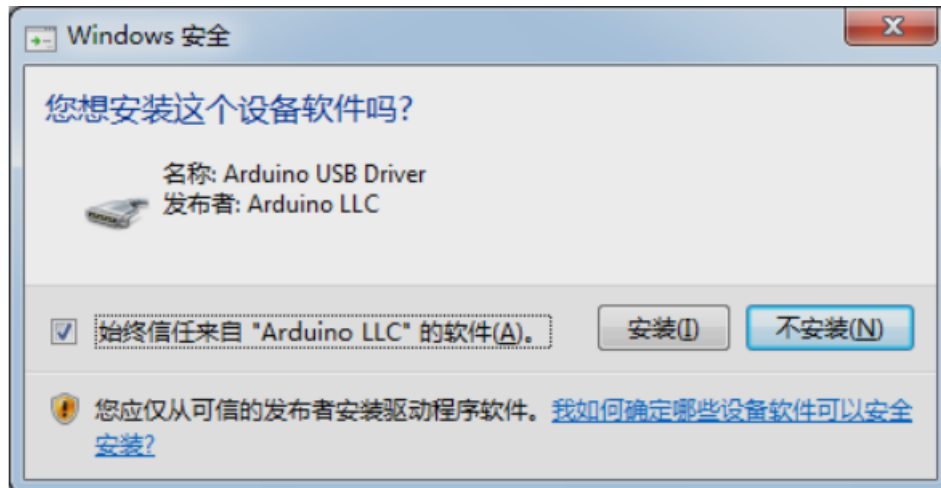 Windows 安全
您想安装这个设备软件吗?
名称: Arduino USB Driver
发布者: Arduino LLC
始终信任来自 "Arduino LLC" 的软件(A)。
安装(I)
不安装(N)
您应仅从可信的发布者安装驱动程序软件。我如何确定哪些设备软件可以安全
安装?